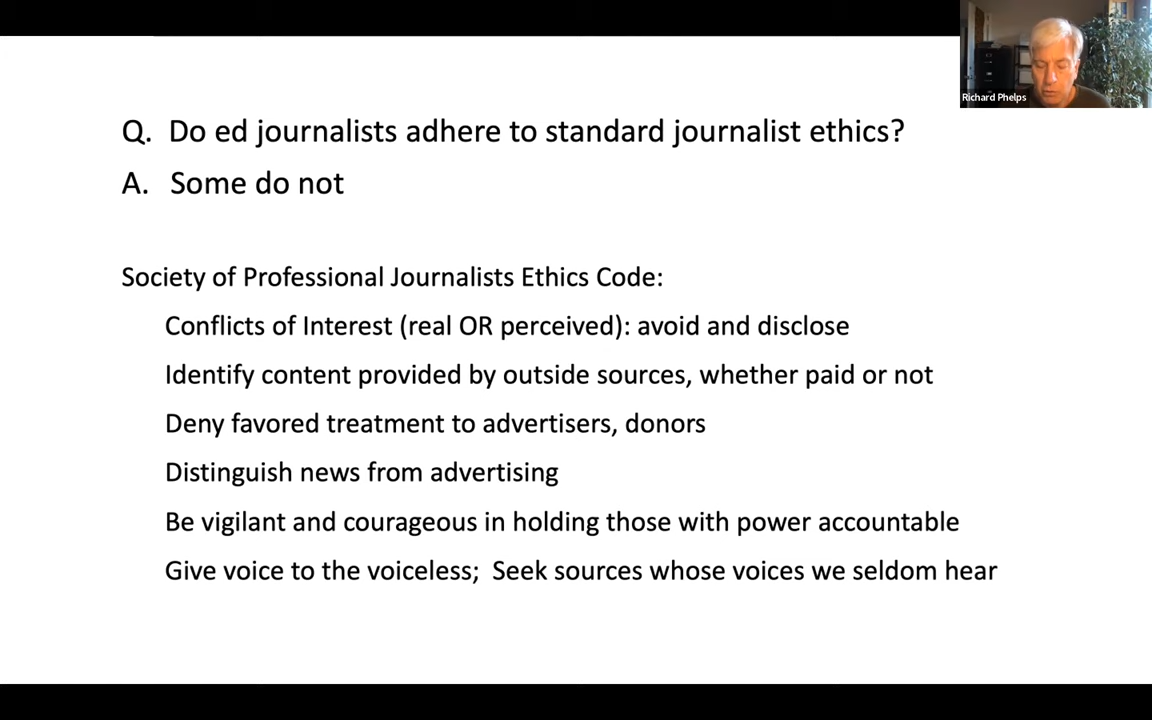 Richard Phelps
Q. Do ed journalists adhere to standard journalist ethics?
A. Some do not
Society of Professional Journalists Ethics Code:
Conflicts of Interest (real OR perceived): avoid and disclose
Identify content provided by outside sources, whether paid or not
Deny favored treatment to advertisers, donors
Distinguish news from advertising
Be vigilant and courageous in holding those with power accountable
Give voice to the voiceless; Seek sources whose voices we seldom hear